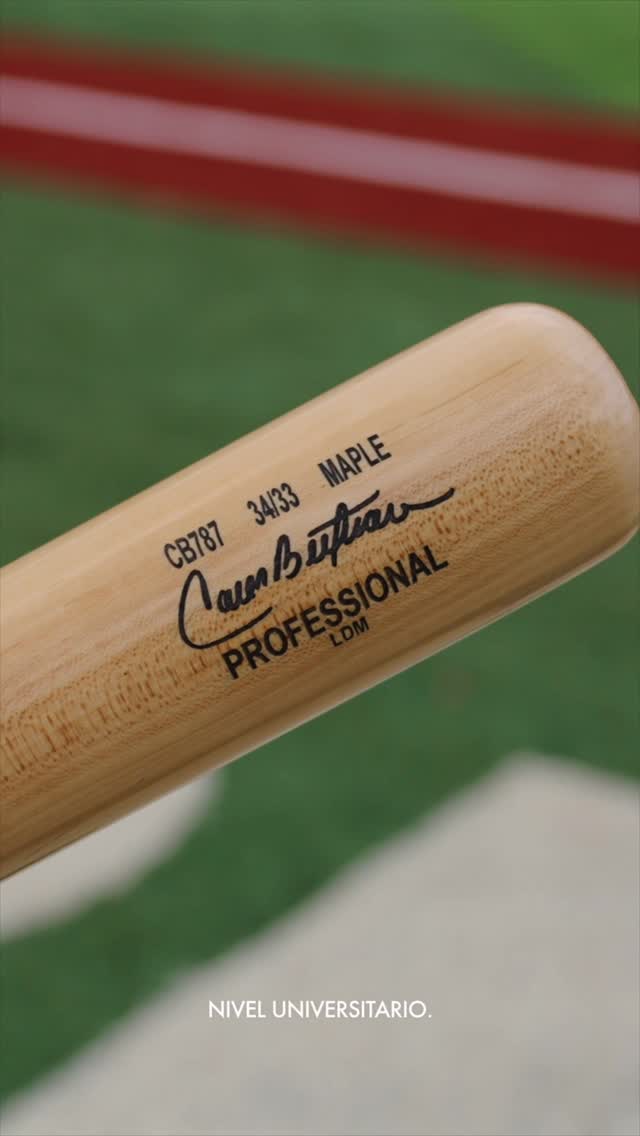 CB787 34/33 MAPLE
PROFESSIONAL
LDM
NIVEL UNIVERSITARIO.